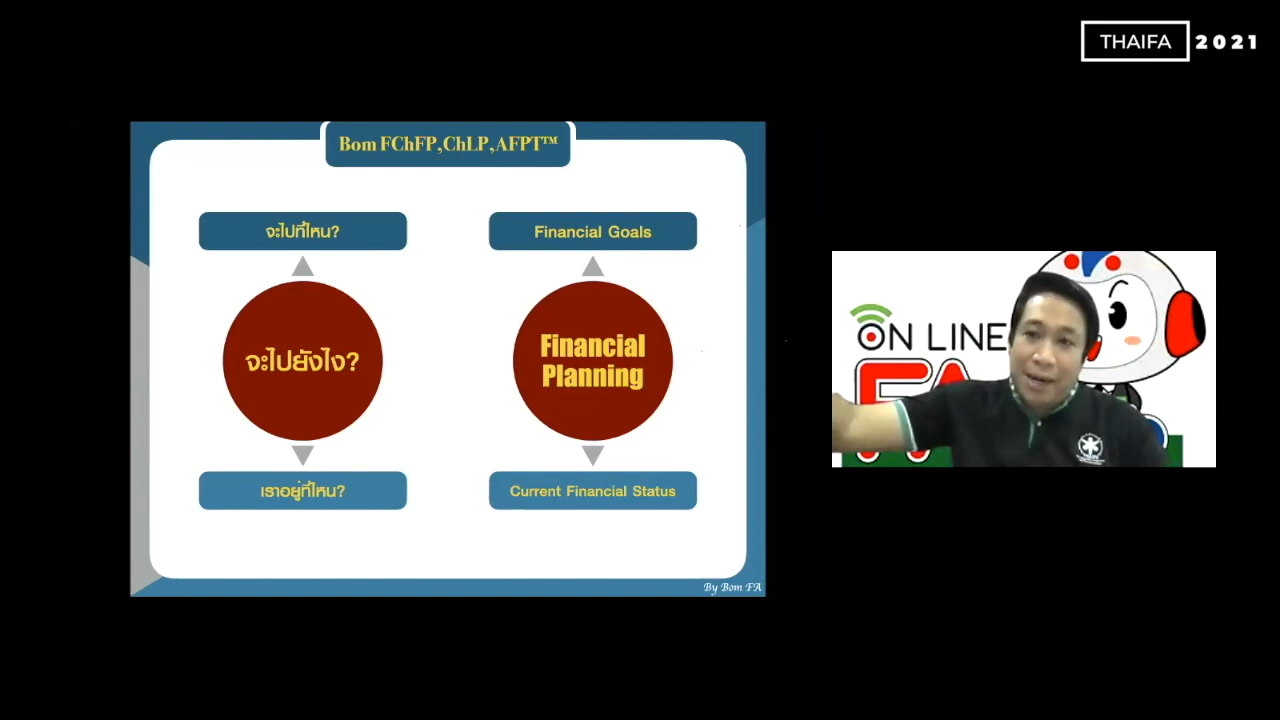 THAIFA 2021
Bom FChFP,ChLP,AFPT™
จะไปที่ไหน?
Financial Goals
จะไปยังไง?
Financial
Planning
เราอยู่ที่ไหน?
Current Financial Status
By Bom FA
ON LINE
FA